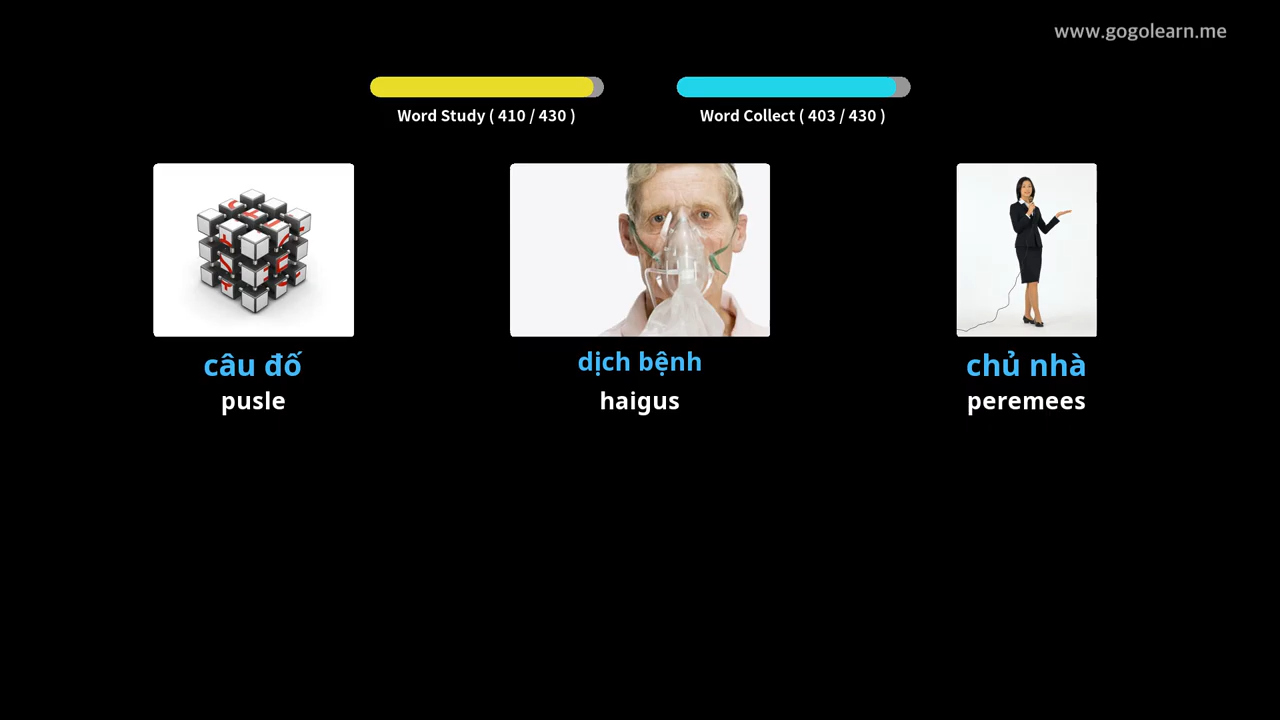 www.gogolearn.me
Word Study ( 410 / 430 )
Word Collect ( 403 / 430 )
câu đố
pusle
dịch bệnh
haigus
chủ nhà
peremees